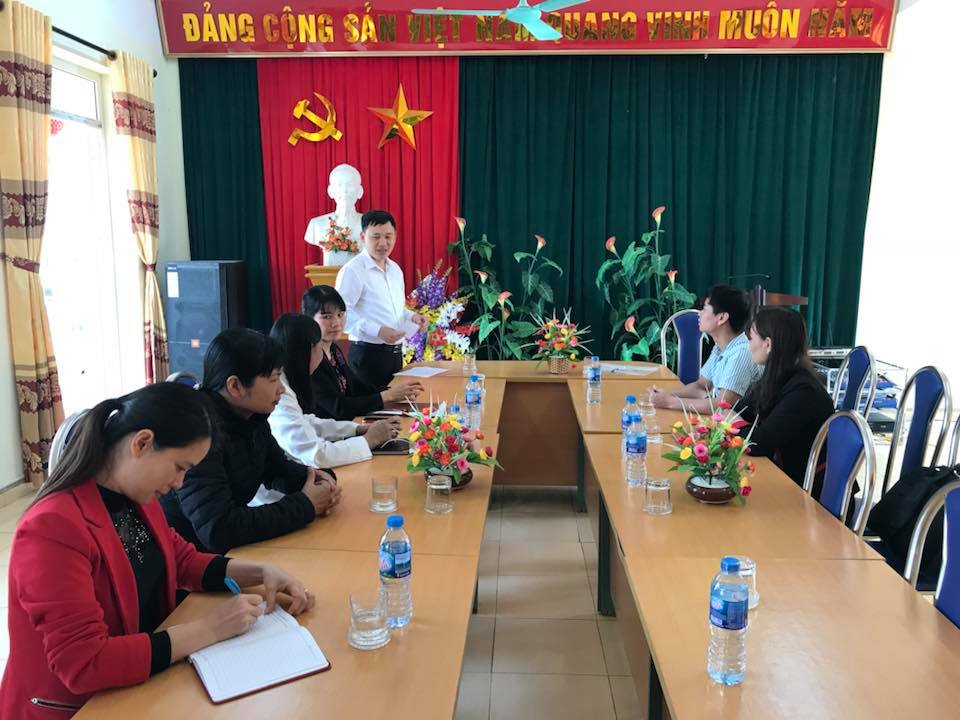 ĐẢNG CỘNG SẢN VIỆT NAM QUANG VINH MUÔN NĂM